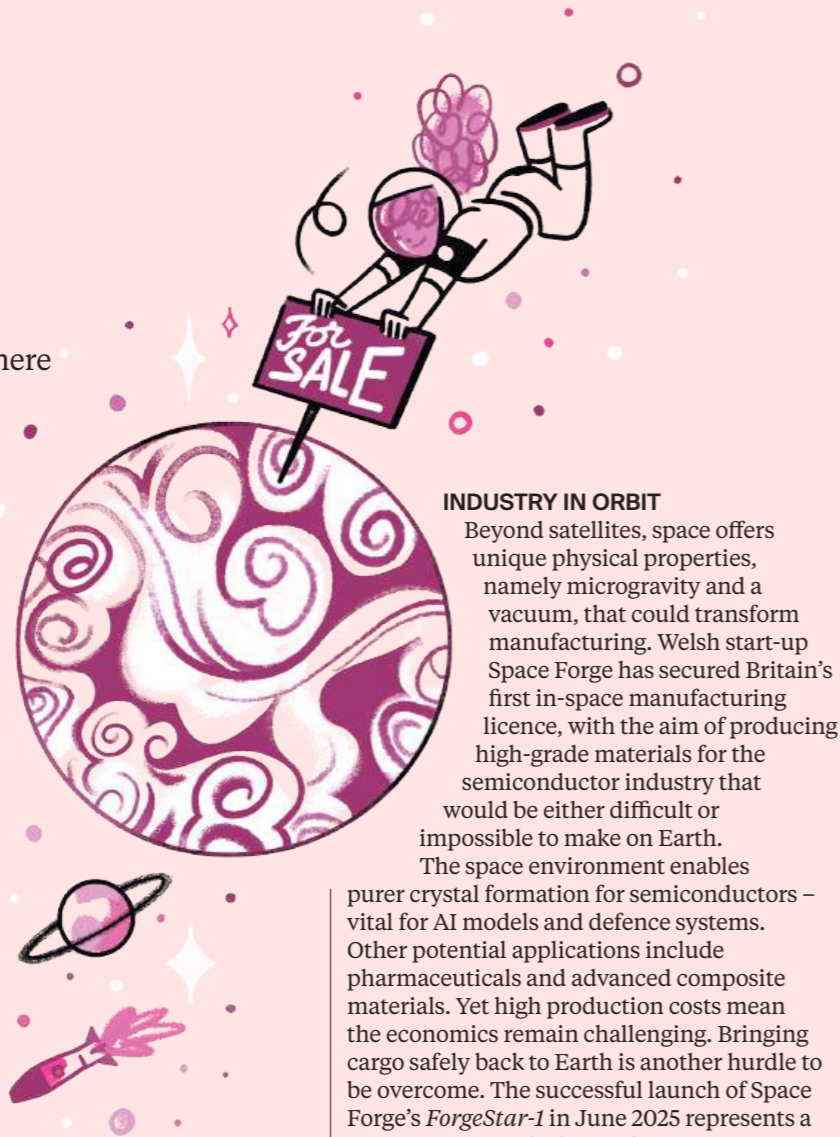 here
For
SALE
INDUSTRY IN ORBIT
Beyond satellites, space offers
unique physical properties,
namely microgravity and a
vacuum, that could transform
manufacturing. Welsh start-up
Space Forge has secured Britain’s
first in-space manufacturing
licence, with the aim of producing
high-grade materials for the
semiconductor industry that
would be either difficult or
impossible to make on Earth.
The space environment enables
purer crystal formation for semiconductors –
vital for AI models and defence systems.
Other potential applications include
pharmaceuticals and advanced composite
materials. Yet high production costs mean
the economics remain challenging. Bringing
cargo safely back to Earth is another hurdle to
be overcome. The successful launch of Space
Forge’s ForgeStar-1 in June 2025 represents a